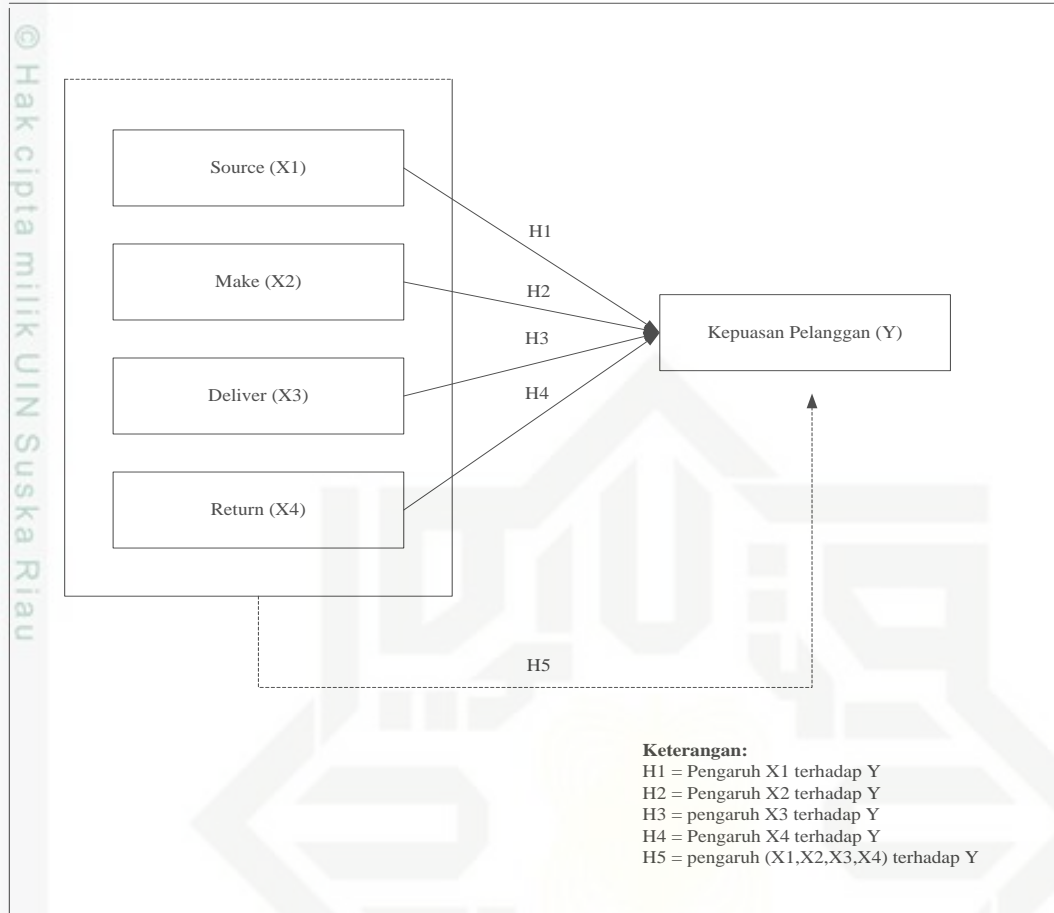 © Hak cipta milik UIN Suska Riau
Source (X1)
Make (X2)
Deliver (X3)
Return (X4)
H1
H2
H3
H4
Kepuasan Pelanggan (Y)
H5
Keterangan:
H1 = Pengaruh X1 terhadap Y
H2 = Pengaruh X2 terhadap Y
H3 = pengaruh X3 terhadap Y
H4 = Pengaruh X4 terhadap Y
H5 = pengaruh (X1,X2,X3,X4) terhadap Y